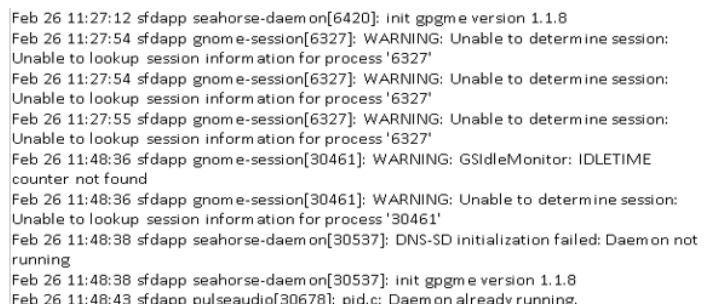 Feb 26 11:27:12 sfdapp seahorse-daemon[6420]: init gpgme version 1.1.8
Feb 26 11:27:54 sfdapp gnome-session[6327]: WARNING: Unable to determine session:
Unable to lookup session information for process '6327'
Feb 26 11:27:54 sfdapp gnome-session[6327]: WARNING: Unable to determine session:
Unable to lookup session information for process '6327'
Feb 26 11:27:55 sfdapp gnome-session[6327]: WARNING: Unable to determine session:
Unable to lookup session information for process '6327'
Feb 26 11:48:36 sfdapp gnome-session[30461]: WARNING: GSIdleMonitor: IDLETIME
counter not found
Feb 26 11:48:36 sfdapp gnome-session[30461]: WARNING: Unable to determine session:
Unable to lookup session information for process '30461'
Feb 26 11:48:38 sfdapp seahorse-daemon[30537]: DNS-SD initialization failed: Daemon not
running
Feb 26 11:48:38 sfdapp seahorse-daemon[30537]: init gpgme version 1.1.8
Feb 26 11:48:43 sfdapp pulseaudio[30678]: pid.c: Daemon already running.